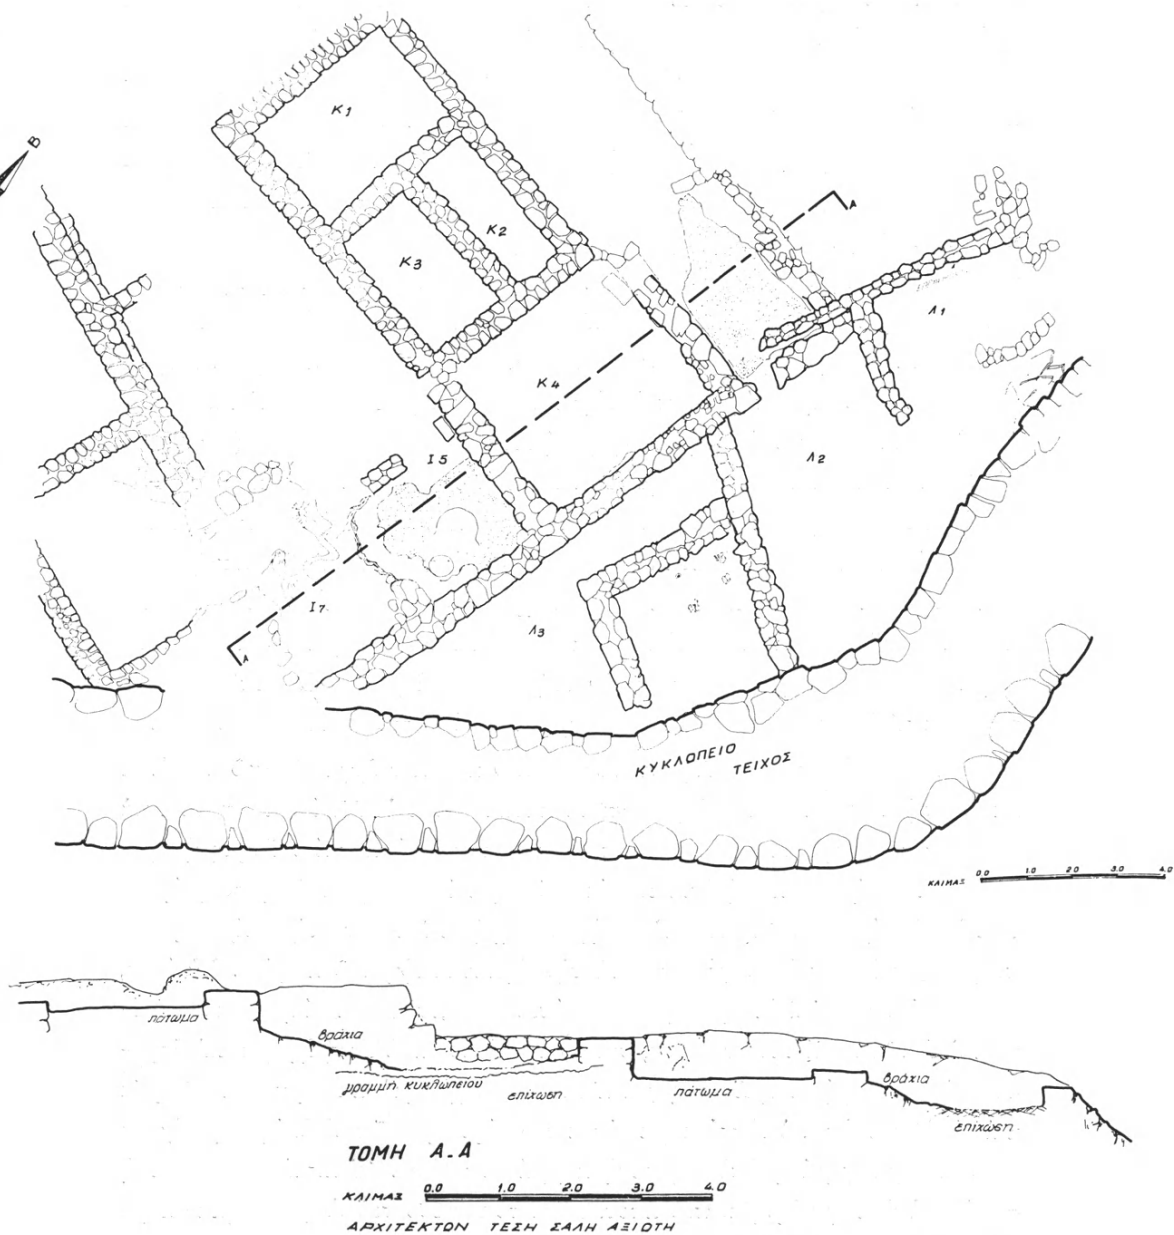 Β
Κ1
Κ2
Κ3
Α
Λ1
Κ4
Ι5
Λ2
Ι7
Α
Λ3
ΚΥΚΛΟΠΕΙΟ
ΤΕΙΧΟΣ
ΚΛΙΜΑΞ 0.0 1.0 2.0 3.0 4.0
πάτωμα
βράχια
γραμμή κυκλωπείου
επίχωση
πάτωμα
βράχια
επίχωση
ΤΟΜΗ Α.Α
ΚΛΙΜΑΞ 0.0 1.0 2.0 3.0 4.0
ΑΡΧΙΤΕΚΤΩΝ ΤΕΣΗ ΣΑΛΗ ΑΞΙΩΤΗ